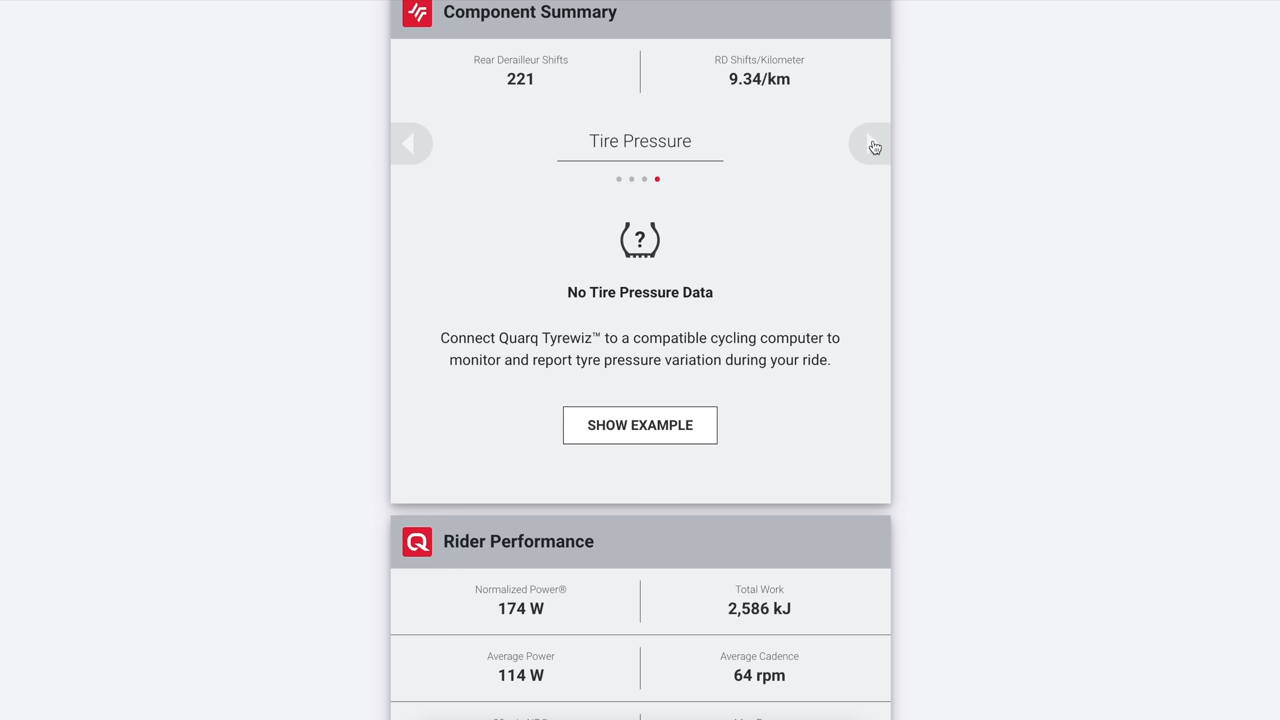 Component Summary
Rear Derailleur Shifts
221
RD Shifts/Kilometer
9.34/km
Tire Pressure
?
No Tire Pressure Data
Connect Quarq Tyrewiz™ to a compatible cycling computer to
monitor and report tyre pressure variation during your ride.
SHOW EXAMPLE
Q
Rider Performance
Normalized Power®
174 W
Total Work
2,586 kJ
Average Power
114 W
Average Cadence
64 rpm